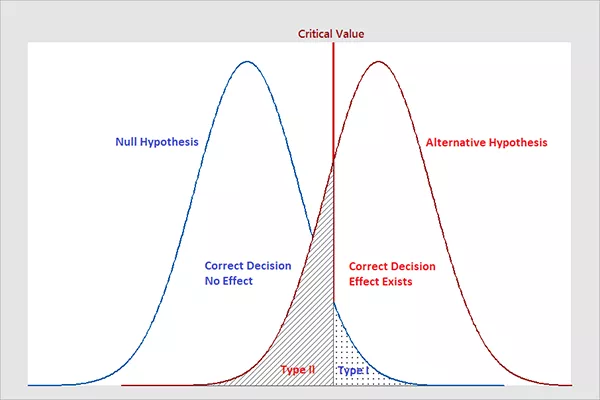 Critical Value
Null Hypothesis
Alternative Hypothesis
Correct Decision
No Effect
Correct Decision
Effect Exists
Type II
Type I